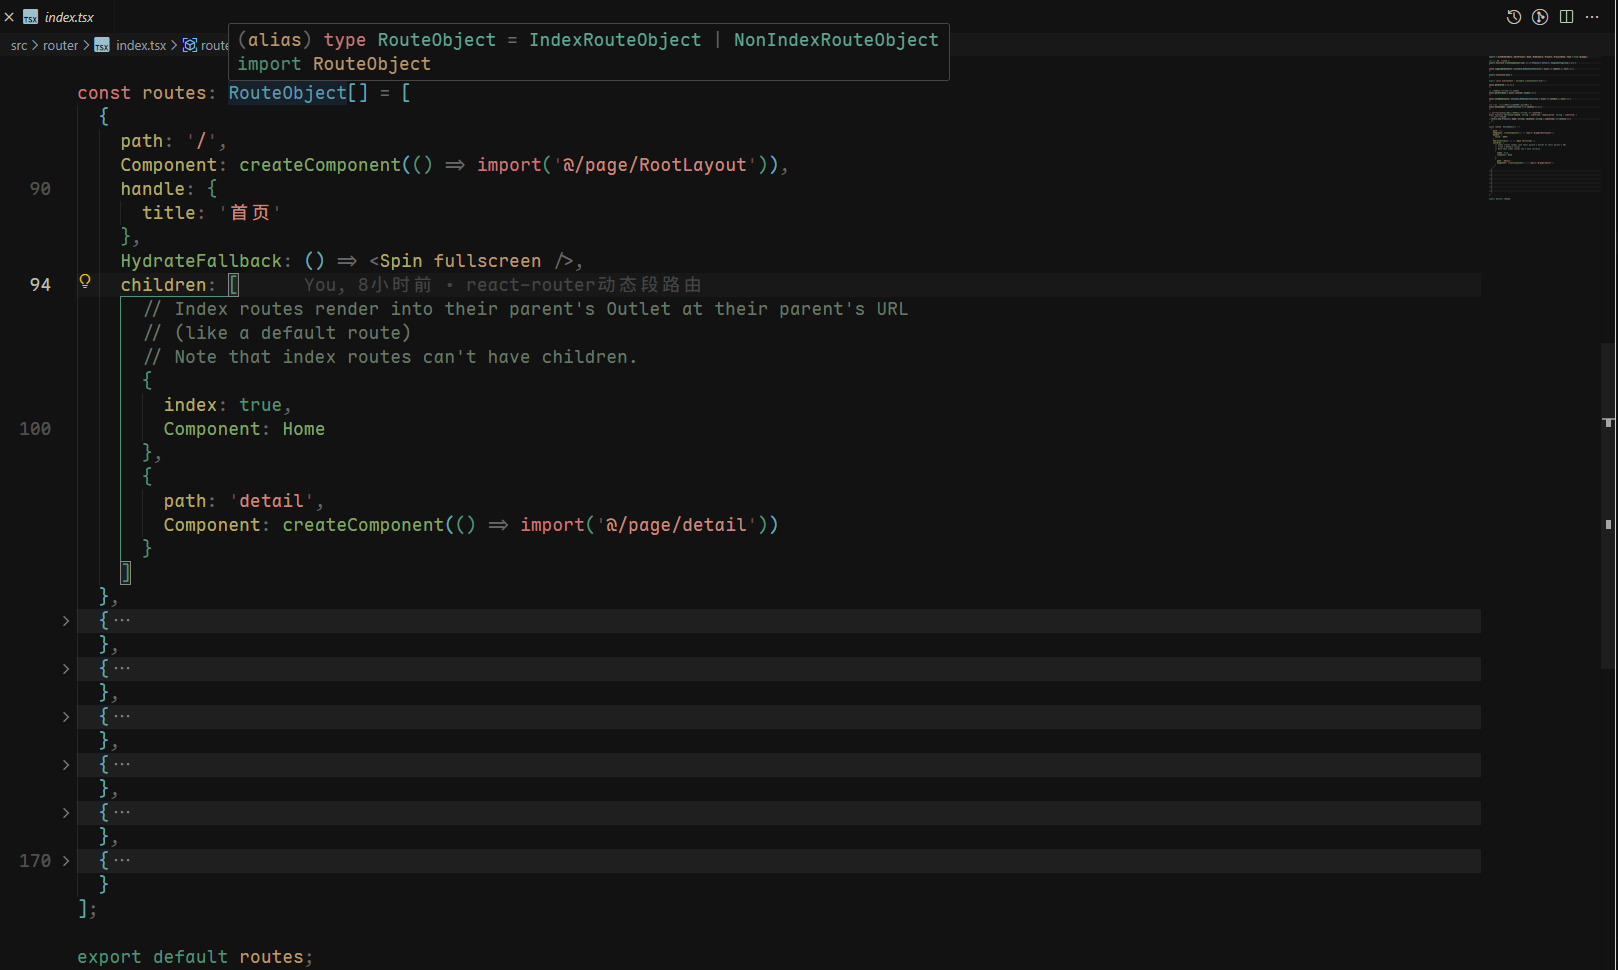 index.tsx
src > router > index.tsx > route
(alias) type RouteObject = IndexRouteObject | NonIndexRouteObject
import RouteObject
const routes: RouteObject[] = [
{
path: '/',
Component: createComponent(() => import('@/page/RootLayout')),
90 handle: {
title: '首页'
},
HydrateFallback: () => <Spin fullscreen />,
94 children: [ You, 8小时前 • react-router动态段路由
// Index routes render into their parent's Outlet at their parent's URL
// (like a default route)
// Note that index routes can't have children.
{
index: true,
100 Component: Home
},
{
path: 'detail',
Component: createComponent(() => import('@/page/detail'))
}
]
},
{ ...
},
{ ...
},
{ ...
},
{ ...
},
{ ...
},
170 { ...
}
];
export default routes;